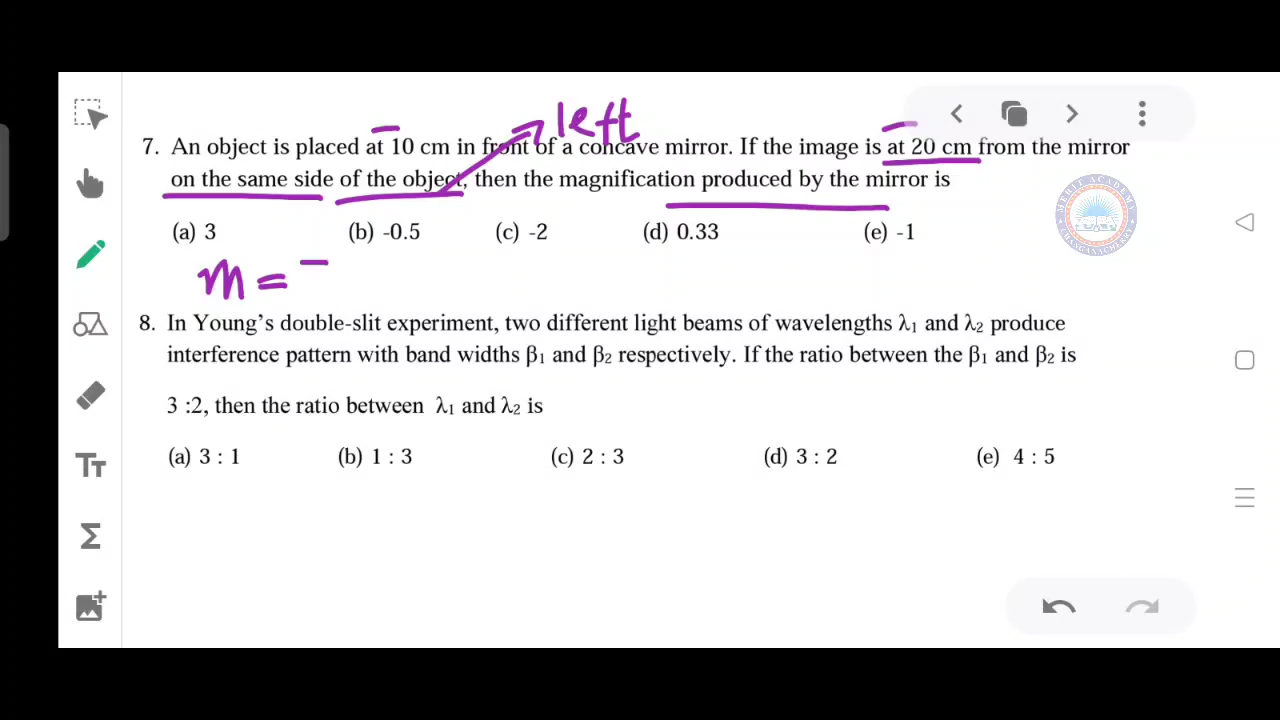 left
7. An object is placed at 10 cm in front of a concave mirror. If the image is at 20 cm from the mirror
on the same side of the object, then the magnification produced by the mirror is
(a) 3 (b) -0.5 (c) -2 (d) 0.33 (e) -1
m = -
8. In Young's double-slit experiment, two different light beams of wavelengths λ₁ and λ₂ produce
interference pattern with band widths β₁ and β₂ respectively. If the ratio between the β₁ and β₂ is
3 :2, then the ratio between λ₁ and λ₂ is
(a) 3 : 1 (b) 1 : 3 (c) 2 : 3 (d) 3 : 2 (e) 4 : 5
MERIT ACADEMY
CHANGANACHERRY
TT
Σ